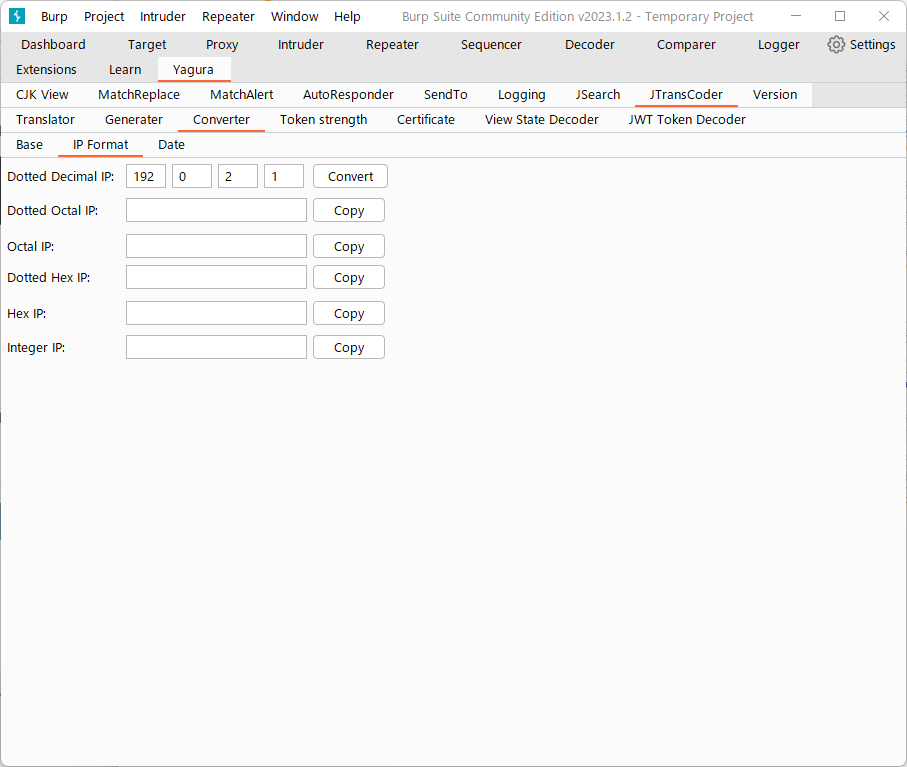 Burp Project Intruder Repeater Window Help Burp Suite Community Edition v2023.1.2 - Temporary Project
Dashboard Target Proxy Intruder Repeater Sequencer Decoder Comparer Logger Settings
Extensions Learn Yagura
CJK View MatchReplace MatchAlert AutoResponder SendTo Logging JSearch JTransCoder Version
Translator Generater Converter Token strength Certificate View State Decoder JWT Token Decoder
Base IP Format Date
Dotted Decimal IP: 192 0 2 1 Convert
Dotted Octal IP: Copy
Octal IP: Copy
Dotted Hex IP: Copy
Hex IP: Copy
Integer IP: Copy